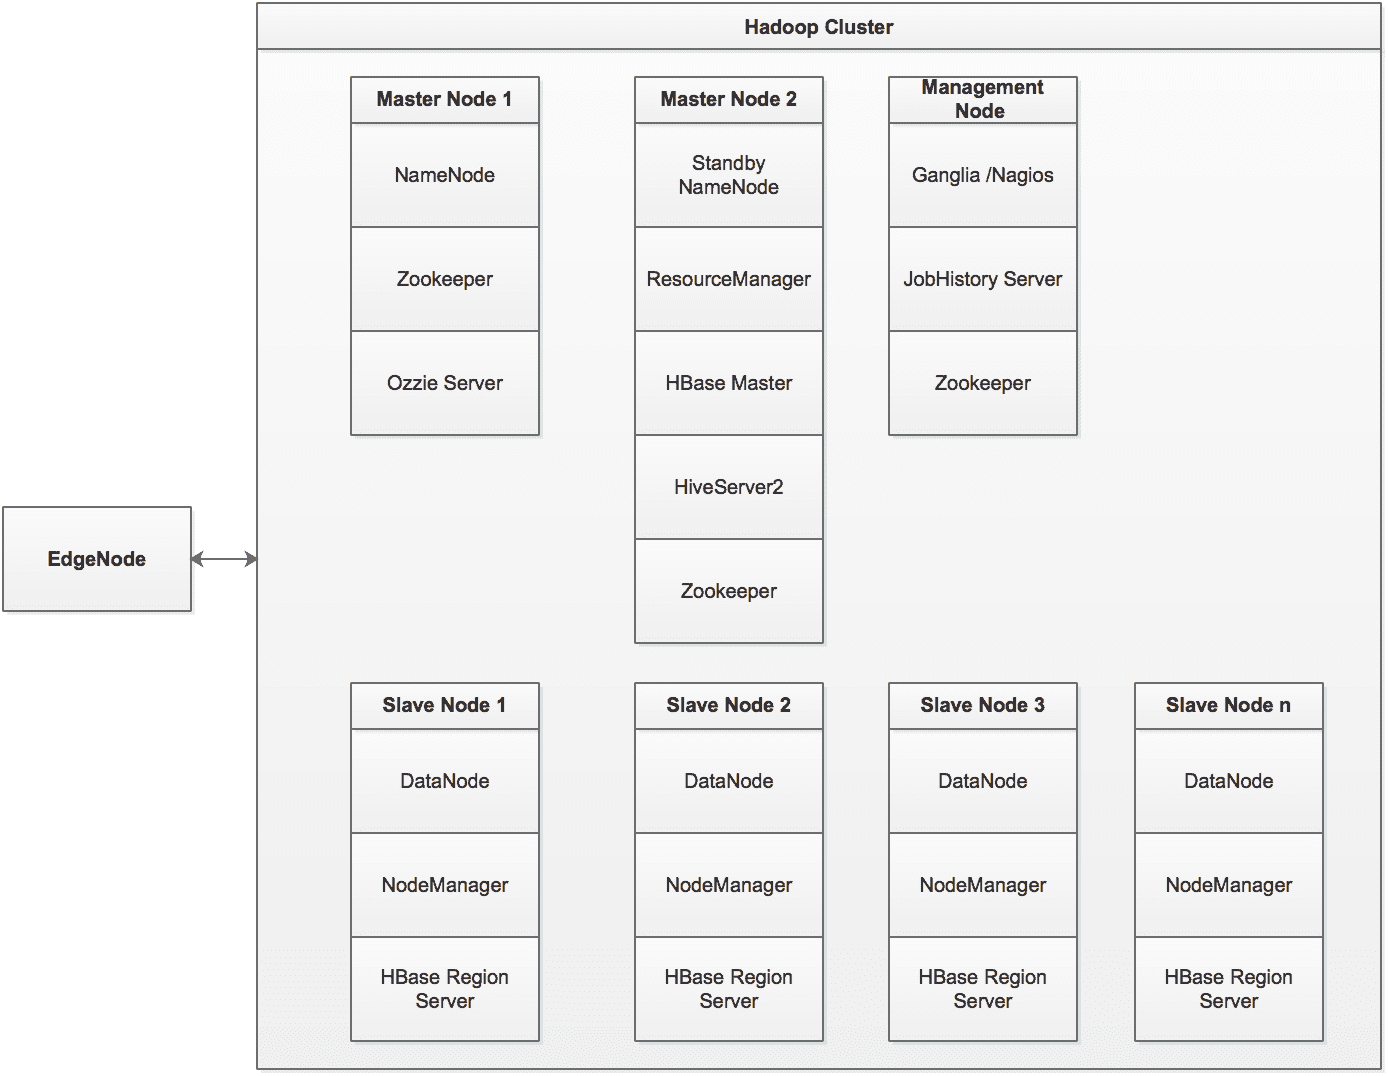 Hadoop Cluster
Master Node 1
NameNode
Zookeeper
Ozzie Server
Master Node 2
Standby
NameNode
ResourceManager
HBase Master
HiveServer2
Zookeeper
Management
Node
Ganglia /Nagios
JobHistory Server
Zookeeper
EdgeNode
Slave Node 1
DataNode
NodeManager
HBase Region
Server
Slave Node 2
DataNode
NodeManager
HBase Region
Server
Slave Node 3
DataNode
NodeManager
HBase Region
Server
Slave Node n
DataNode
NodeManager
HBase Region
Server